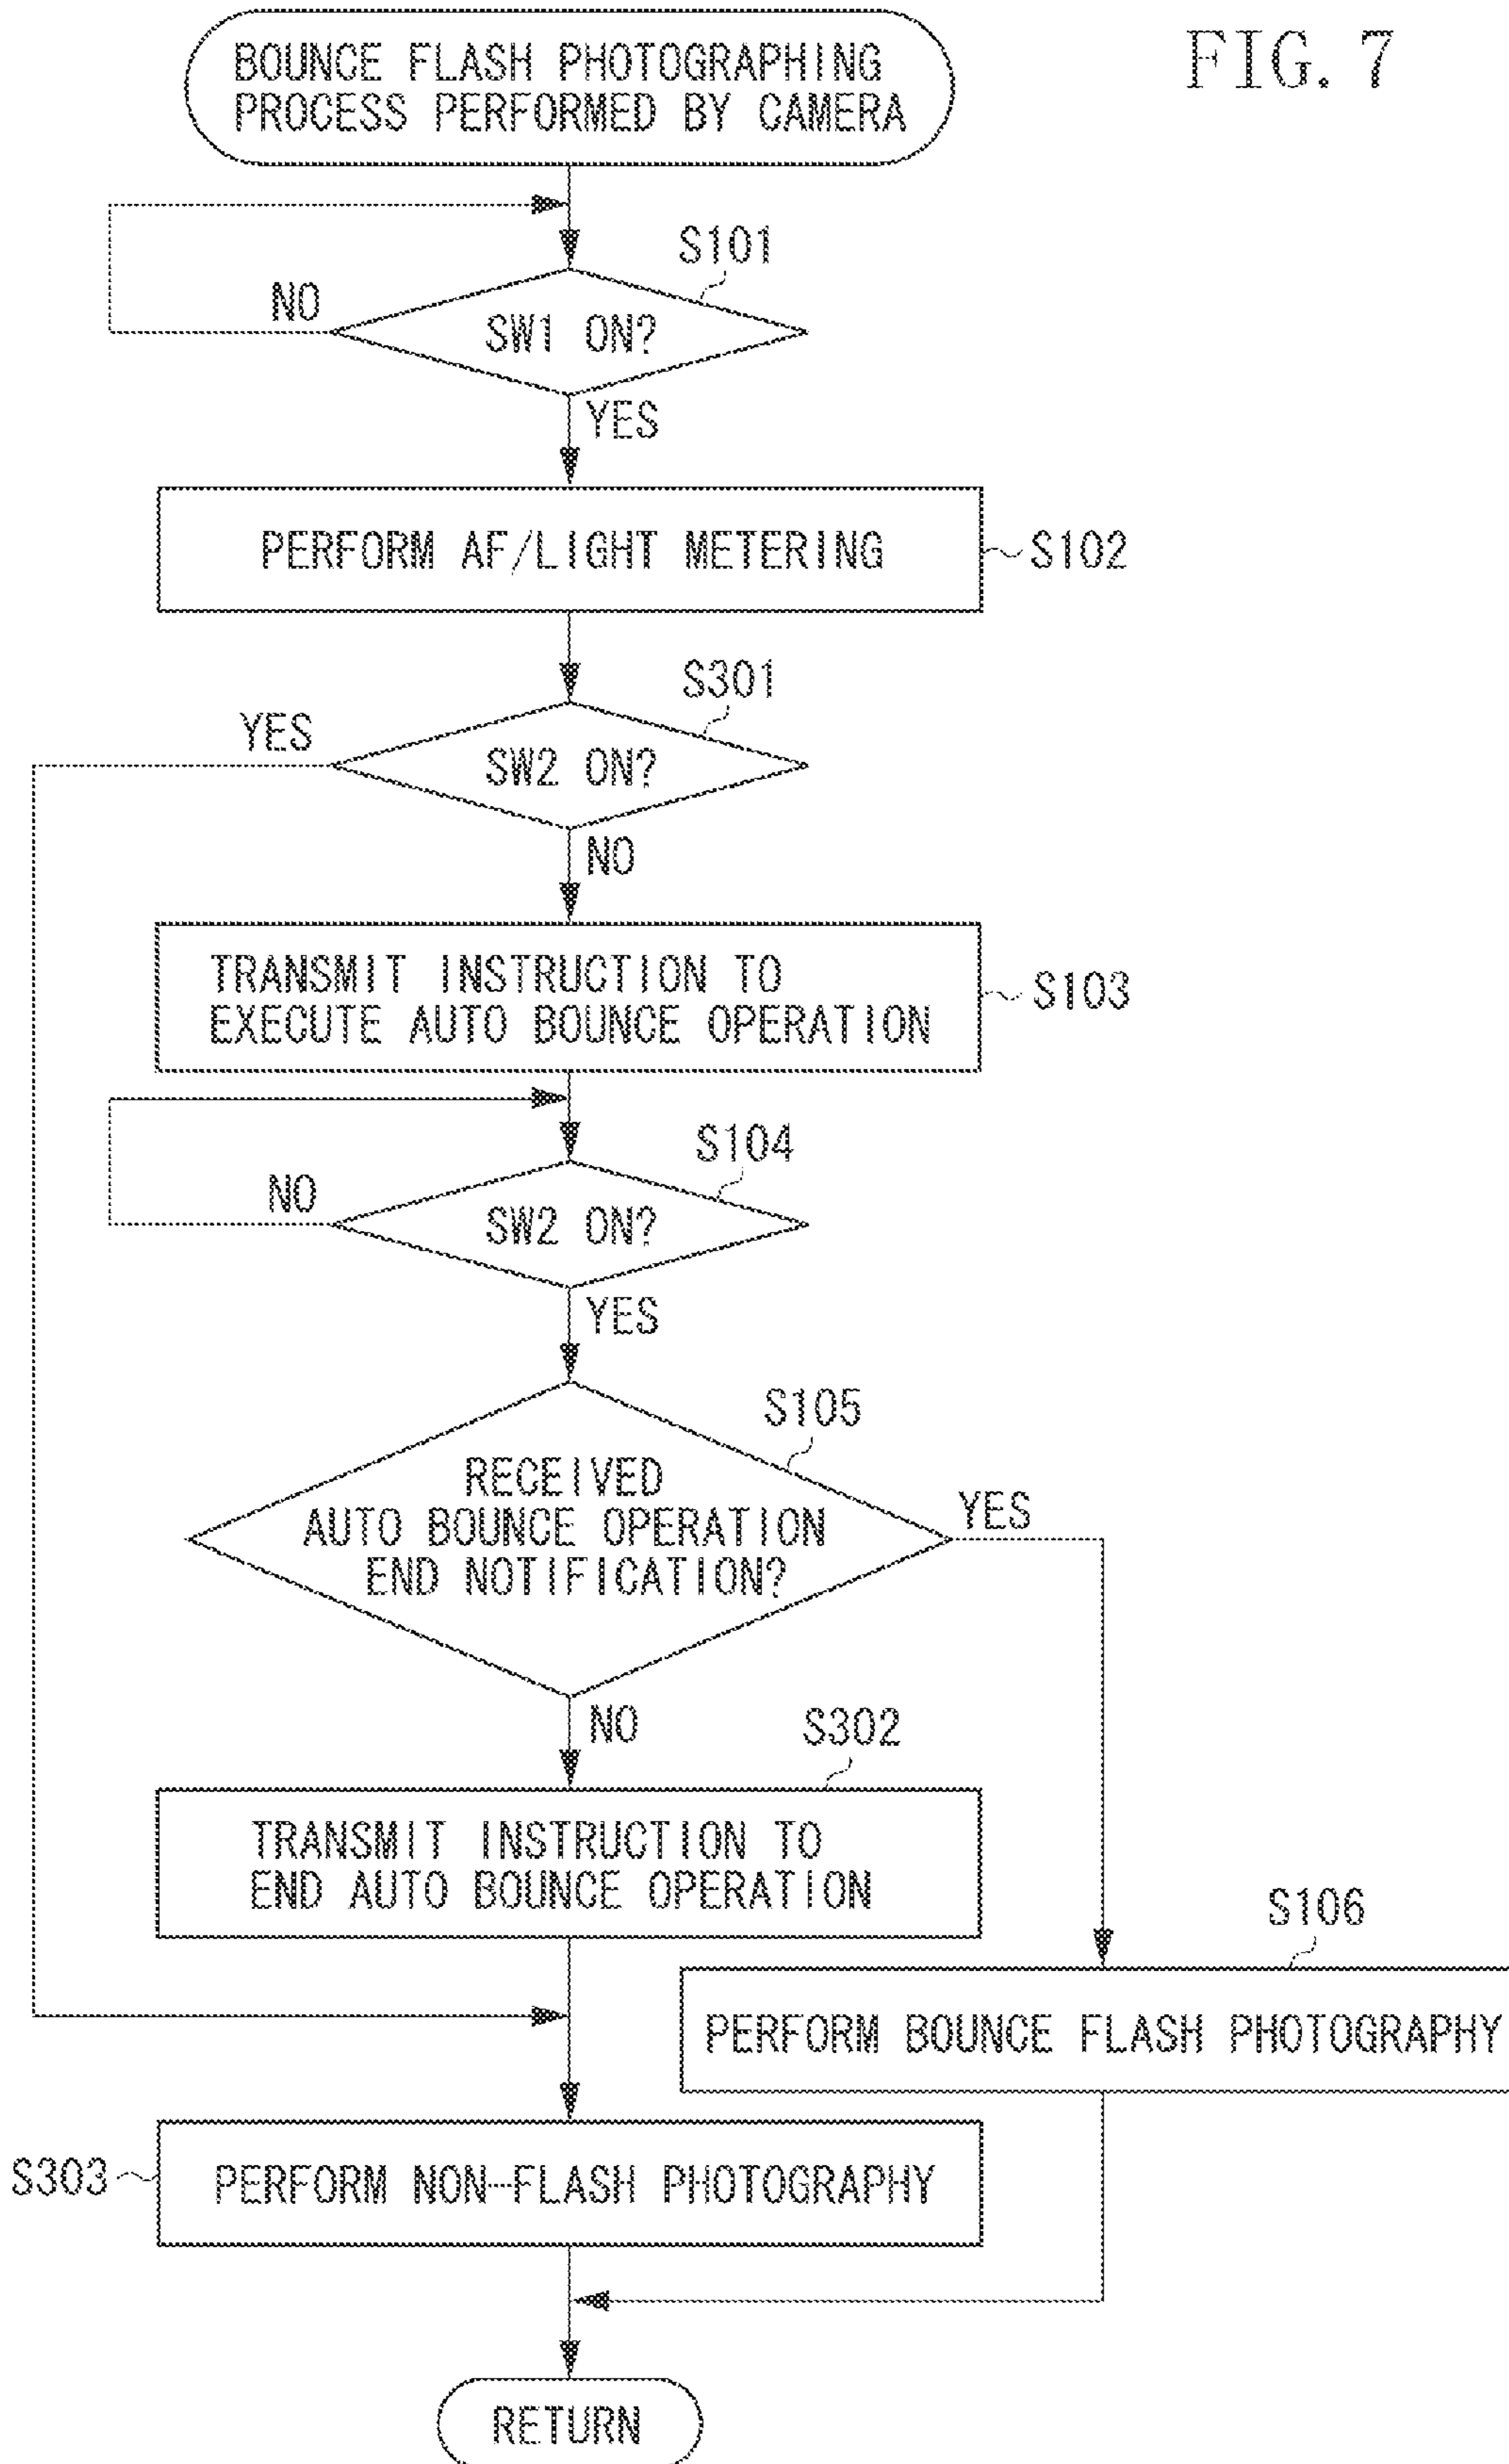 FIG. 7
BOUNCE FLASH PHOTOGRAPHING
PROCESS PERFORMED BY CAMERA
S101
NO
SW1 ON?
YES
PERFORM AF/LIGHT METERING
S102
S301
YES
SW2 ON?
NO
TRANSMIT INSTRUCTION TO
EXECUTE AUTO BOUNCE OPERATION
S103
S104
NO
SW2 ON?
YES
S105
RECEIVED
AUTO BOUNCE OPERATION
END NOTIFICATION?
YES
NO
S302
TRANSMIT INSTRUCTION TO
END AUTO BOUNCE OPERATION
S106
PERFORM BOUNCE FLASH PHOTOGRAPHY
S303
PERFORM NON-FLASH PHOTOGRAPHY
RETURN